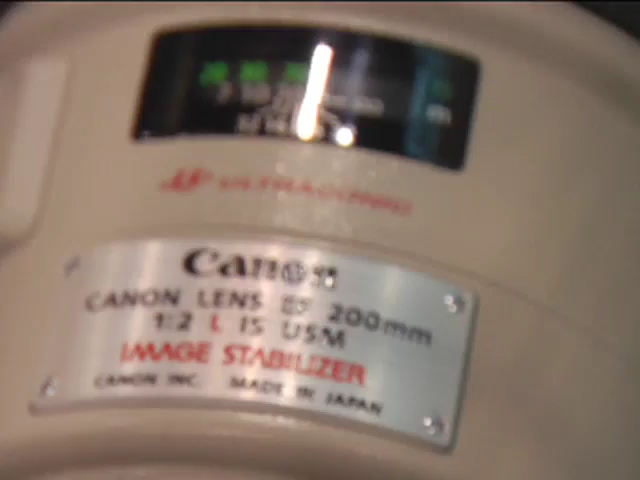 m
ULTRASONIC
Canon
CANON LENS EF 200mm
1:2 L IS USM
IMAGE STABILIZER
CANON INC. MADE IN JAPAN